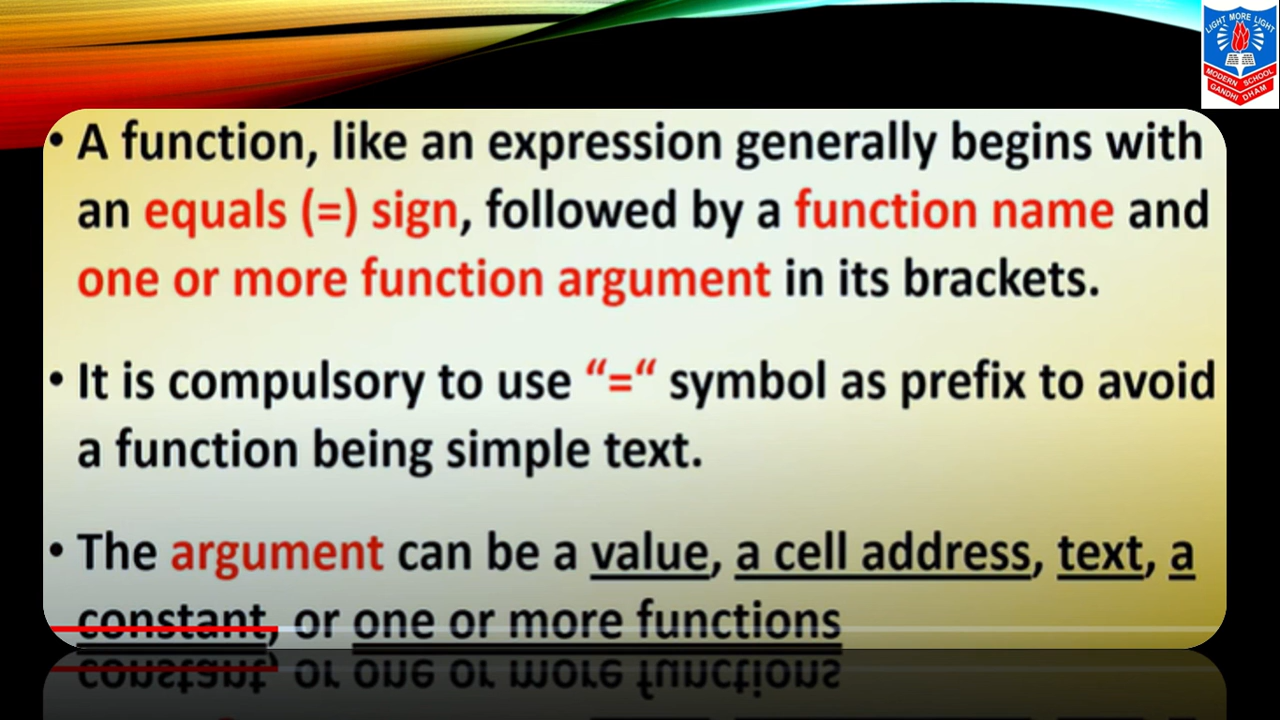 LIGHT MORE LIGHT
MODERN SCHOOL
GANDHI DHAM
• A function, like an expression generally begins with
an equals (=) sign, followed by a function name and
one or more function argument in its brackets.
• It is compulsory to use “=“ symbol as prefix to avoid
a function being simple text.
• The argument can be a value, a cell address, text, a
constant, or one or more functions